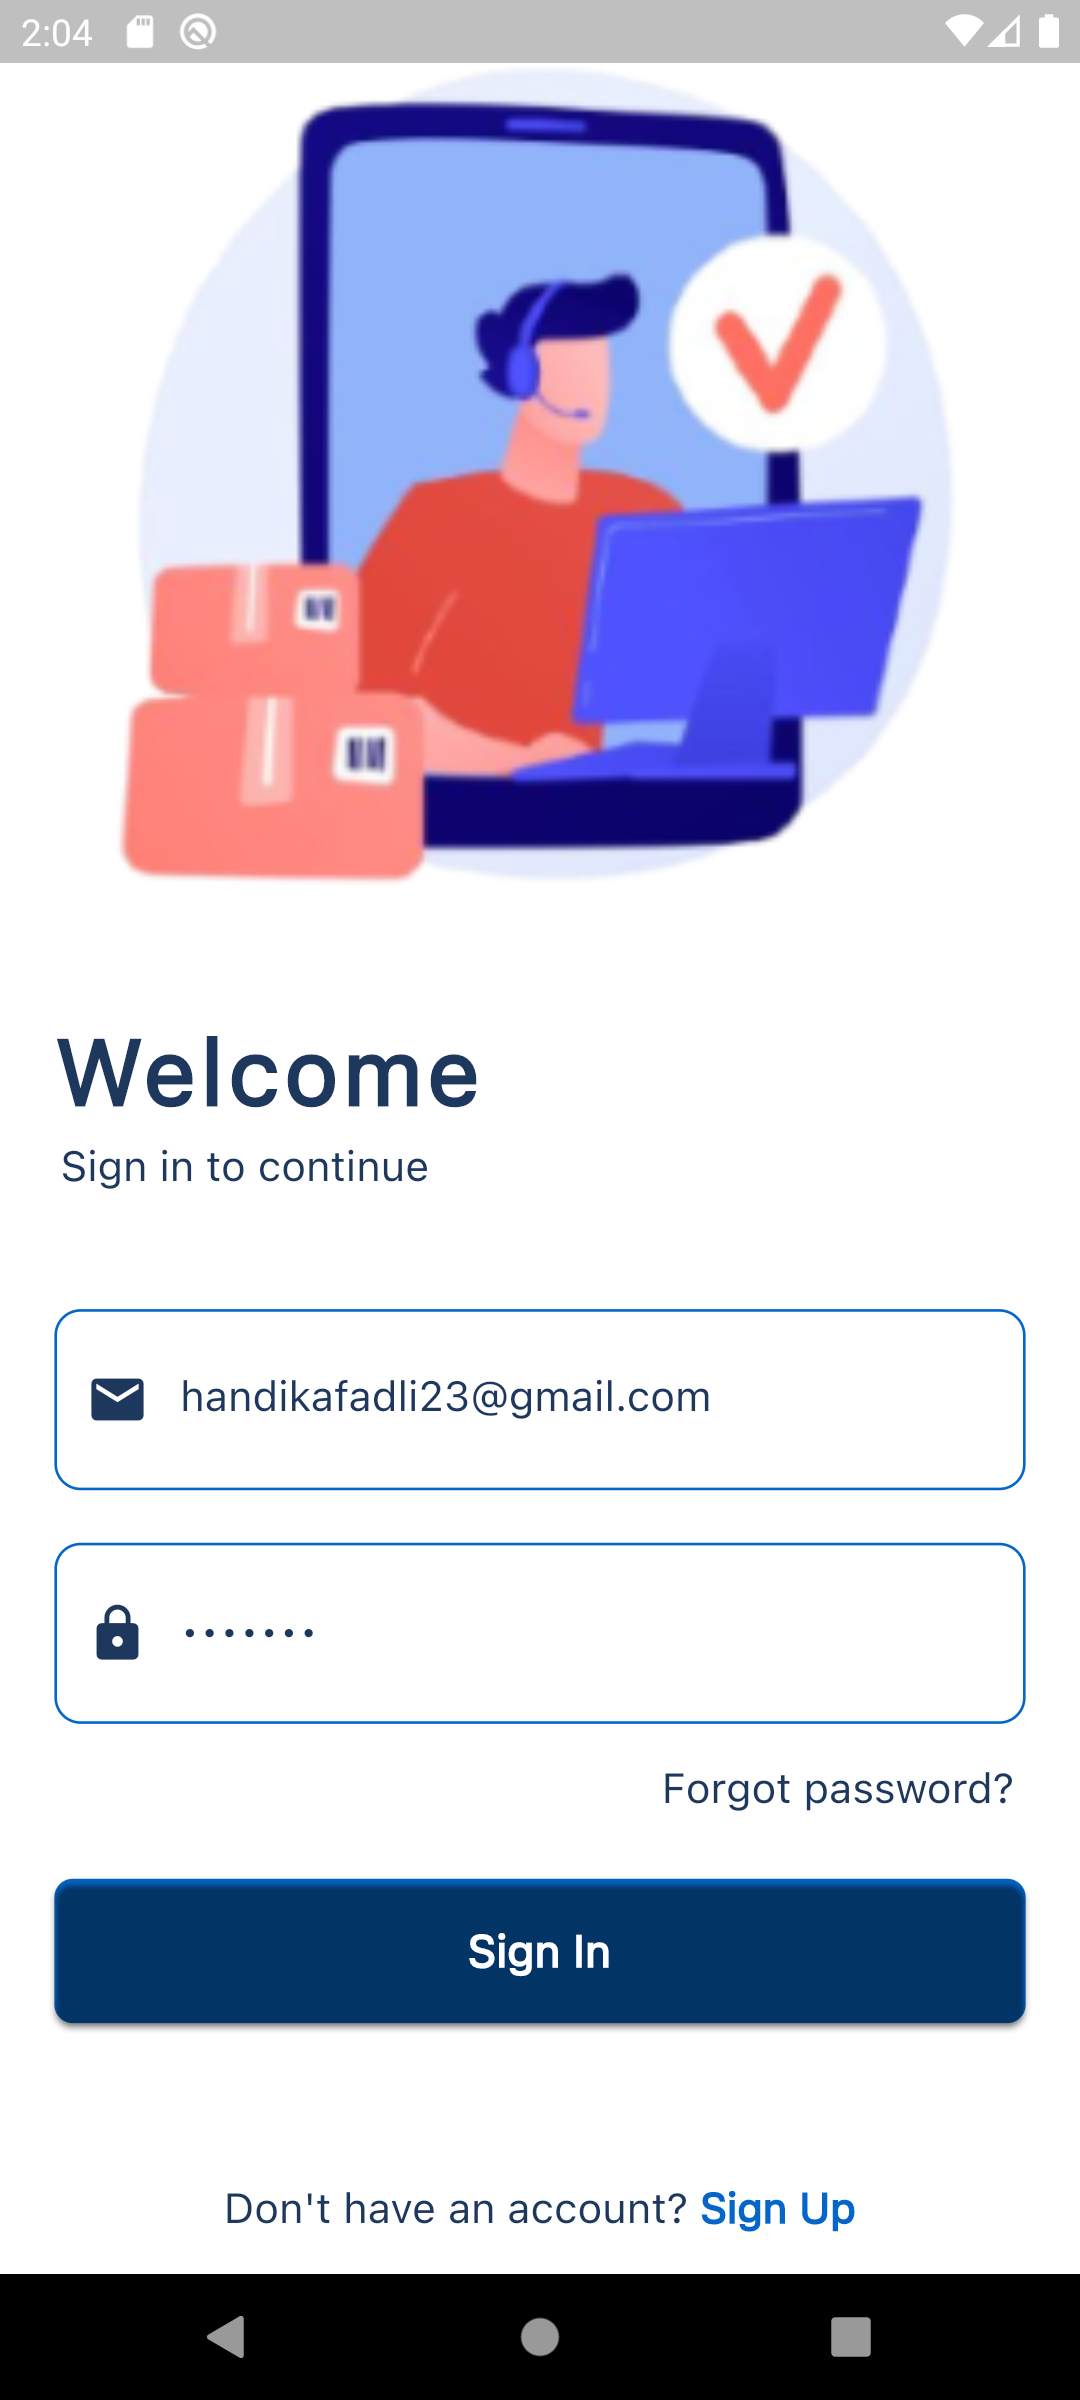 2:04
Welcome
Sign in to continue
handikafadli23@gmail.com
•••••••
Forgot password?
Sign In
Don't have an account? Sign Up